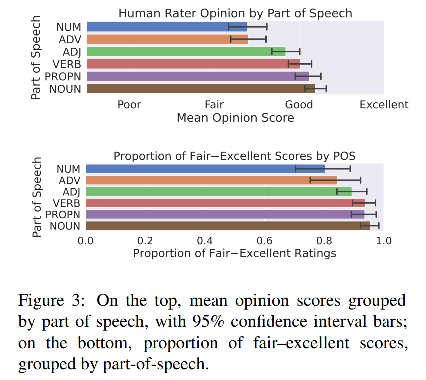 Human Rater Opinion by Part of Speech
Part of Speech
NUM
ADV
ADJ
VERB
PROPN
NOUN
Poor Fair Good Excellent
Mean Opinion Score
Proportion of Fair−Excellent Scores by POS
Part of Speech
NUM
ADV
ADJ
VERB
PROPN
NOUN
0.0 0.2 0.4 0.6 0.8 1.0
Proportion of Fair−Excellent Ratings
Figure 3: On the top, mean opinion scores grouped
by part of speech, with 95% confidence interval bars;
on the bottom, proportion of fair–excellent scores,
grouped by part-of-speech.